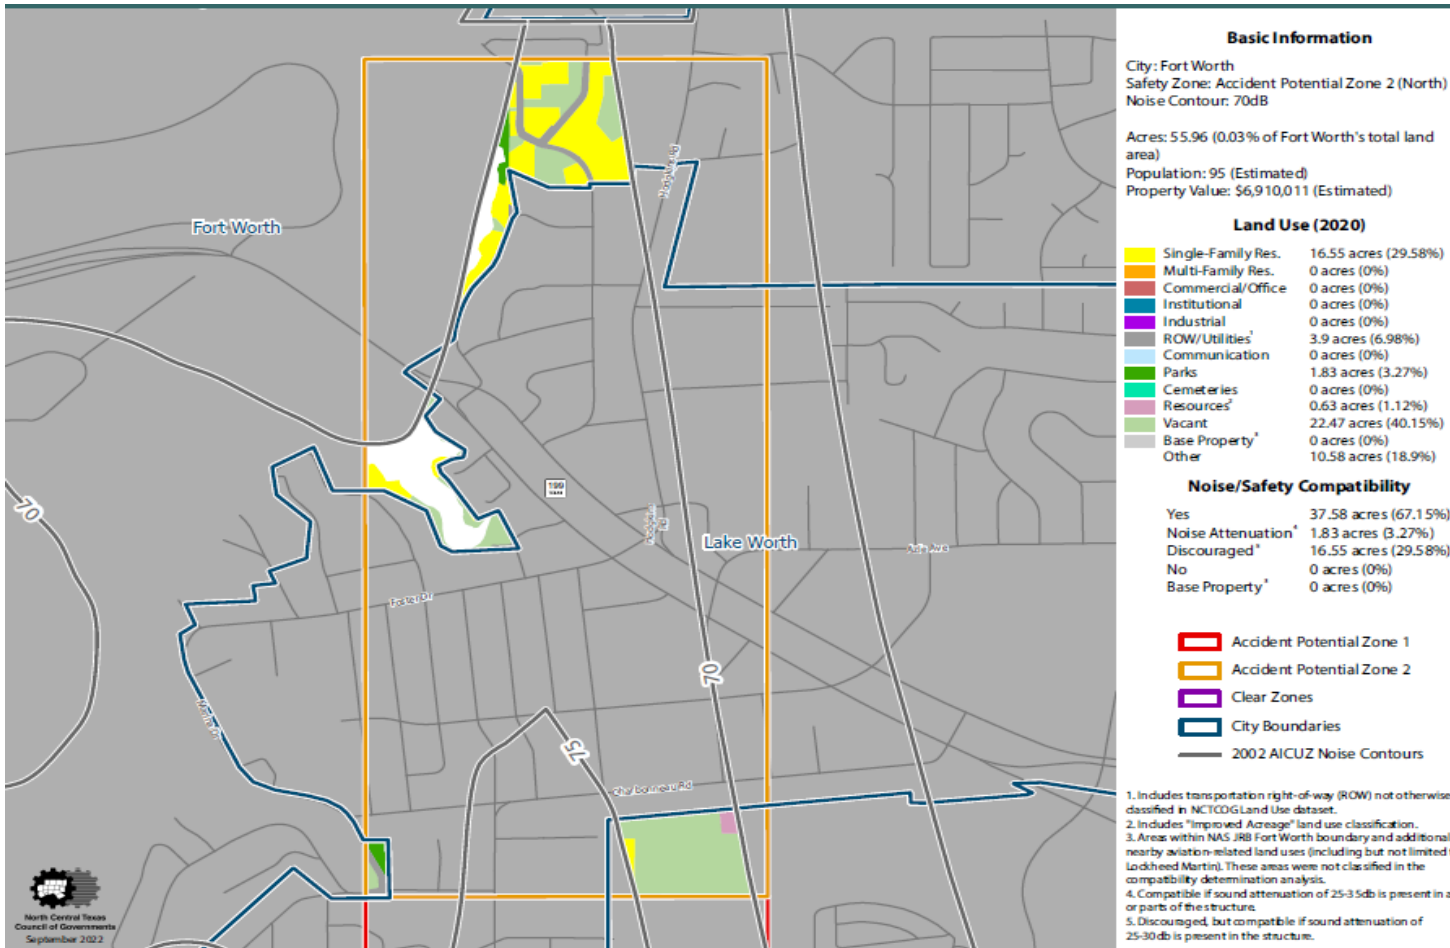 Basic Information
City: Fort Worth
Safety Zone: Accident Potential Zone 2 (North)
Noise Contour: 70dB
Acres: 55.96 (0.03% of Fort Worth's total land
area)
Population: 95 (Estimated)
Property Value: $6,910,011 (Estimated)
Land Use (2020)
Single-Family Res. 16.55 acres (29.58%)
Multi-Family Res. 0 acres (0%)
Commercial/Office 0 acres (0%)
Institutional 0 acres (0%)
Industrial 0 acres (0%)
ROW/Utilities¹ 3.9 acres (6.98%)
Communication 0 acres (0%)
Parks 1.83 acres (3.27%)
Cemeteries 0 acres (0%)
Resources² 0.63 acres (1.12%)
Vacant 22.47 acres (40.15%)
Base Property³ 0 acres (0%)
Other 10.58 acres (18.9%)
Noise/Safety Compatibility
Yes 37.58 acres (67.15%)
Noise Attenuation⁴ 1.83 acres (3.27%)
Discouraged⁵ 16.55 acres (29.58%)
No 0 acres (0%)
Base Property³ 0 acres (0%)
Accident Potential Zone 1
Accident Potential Zone 2
Clear Zones
City Boundaries
2002 AICUZ Noise Contours
1. Includes transportation right-of-way (ROW) not otherwise
classified in NCTCOG Land Use dataset.
2. Includes "Improved Acreage" land use classification.
3. Areas within NAS JRB Fort Worth boundary and additional
nearby aviation-related land uses (including but not limited
Lockheed Martin). These areas were not classified in the
compatibility determination analysis.
4. Compatible if sound attenuation of 25-35db is present in a
or parts of the structure.
5. Discouraged, but compatible if sound attenuation of
25-30db is present in the structure.
Hodgkins Rd
Fort Worth
70
199
Hodgkins
Rd
Lake Worth
Azle Ave
Foster Dr
70
75
Charbonneau Rd
North Central Texas
Council of Governments
September 2022